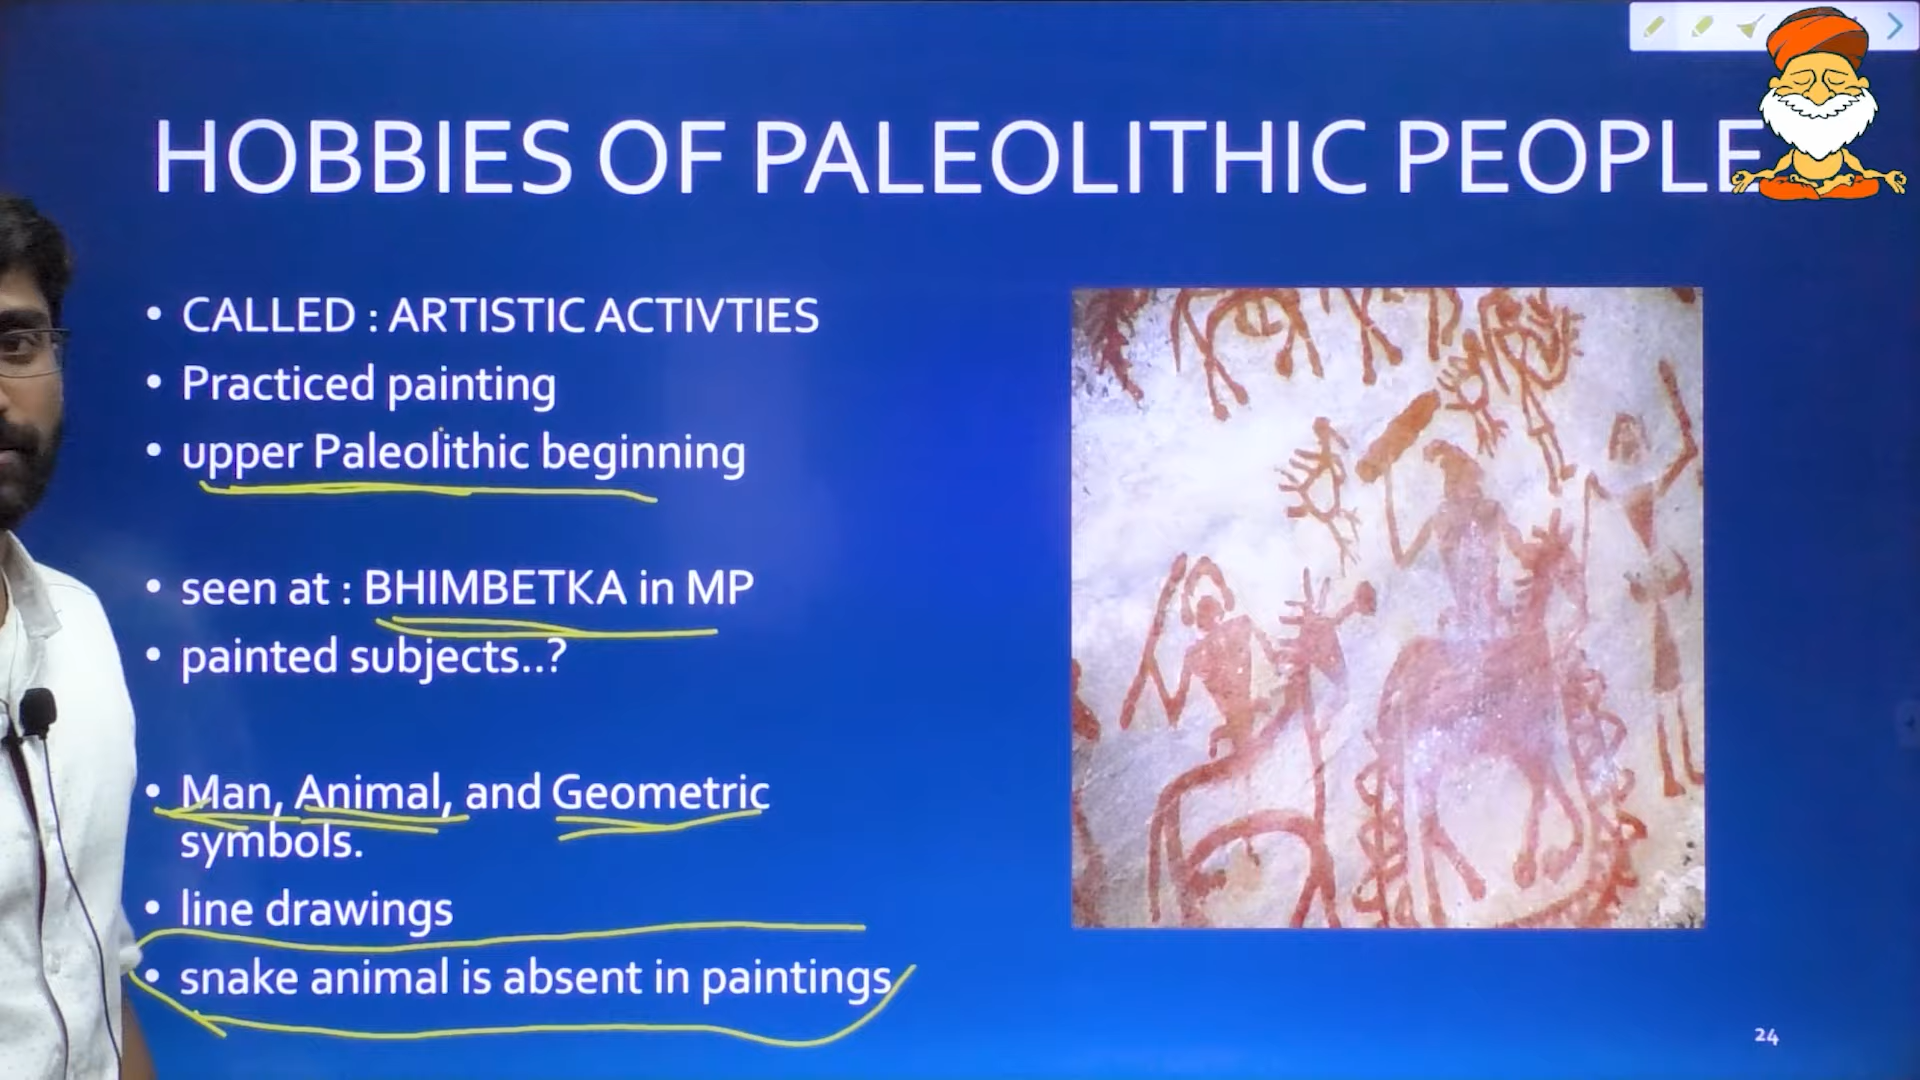 HOBBIES OF PALEOLITHIC PEOPLE
• CALLED : ARTISTIC ACTIVTIES
• Practiced painting
• upper Paleolithic beginning
• seen at : BHIMBETKA in MP
• painted subjects..?
• Man, Animal, and Geometric
symbols.
• line drawings
• snake animal is absent in paintings
24